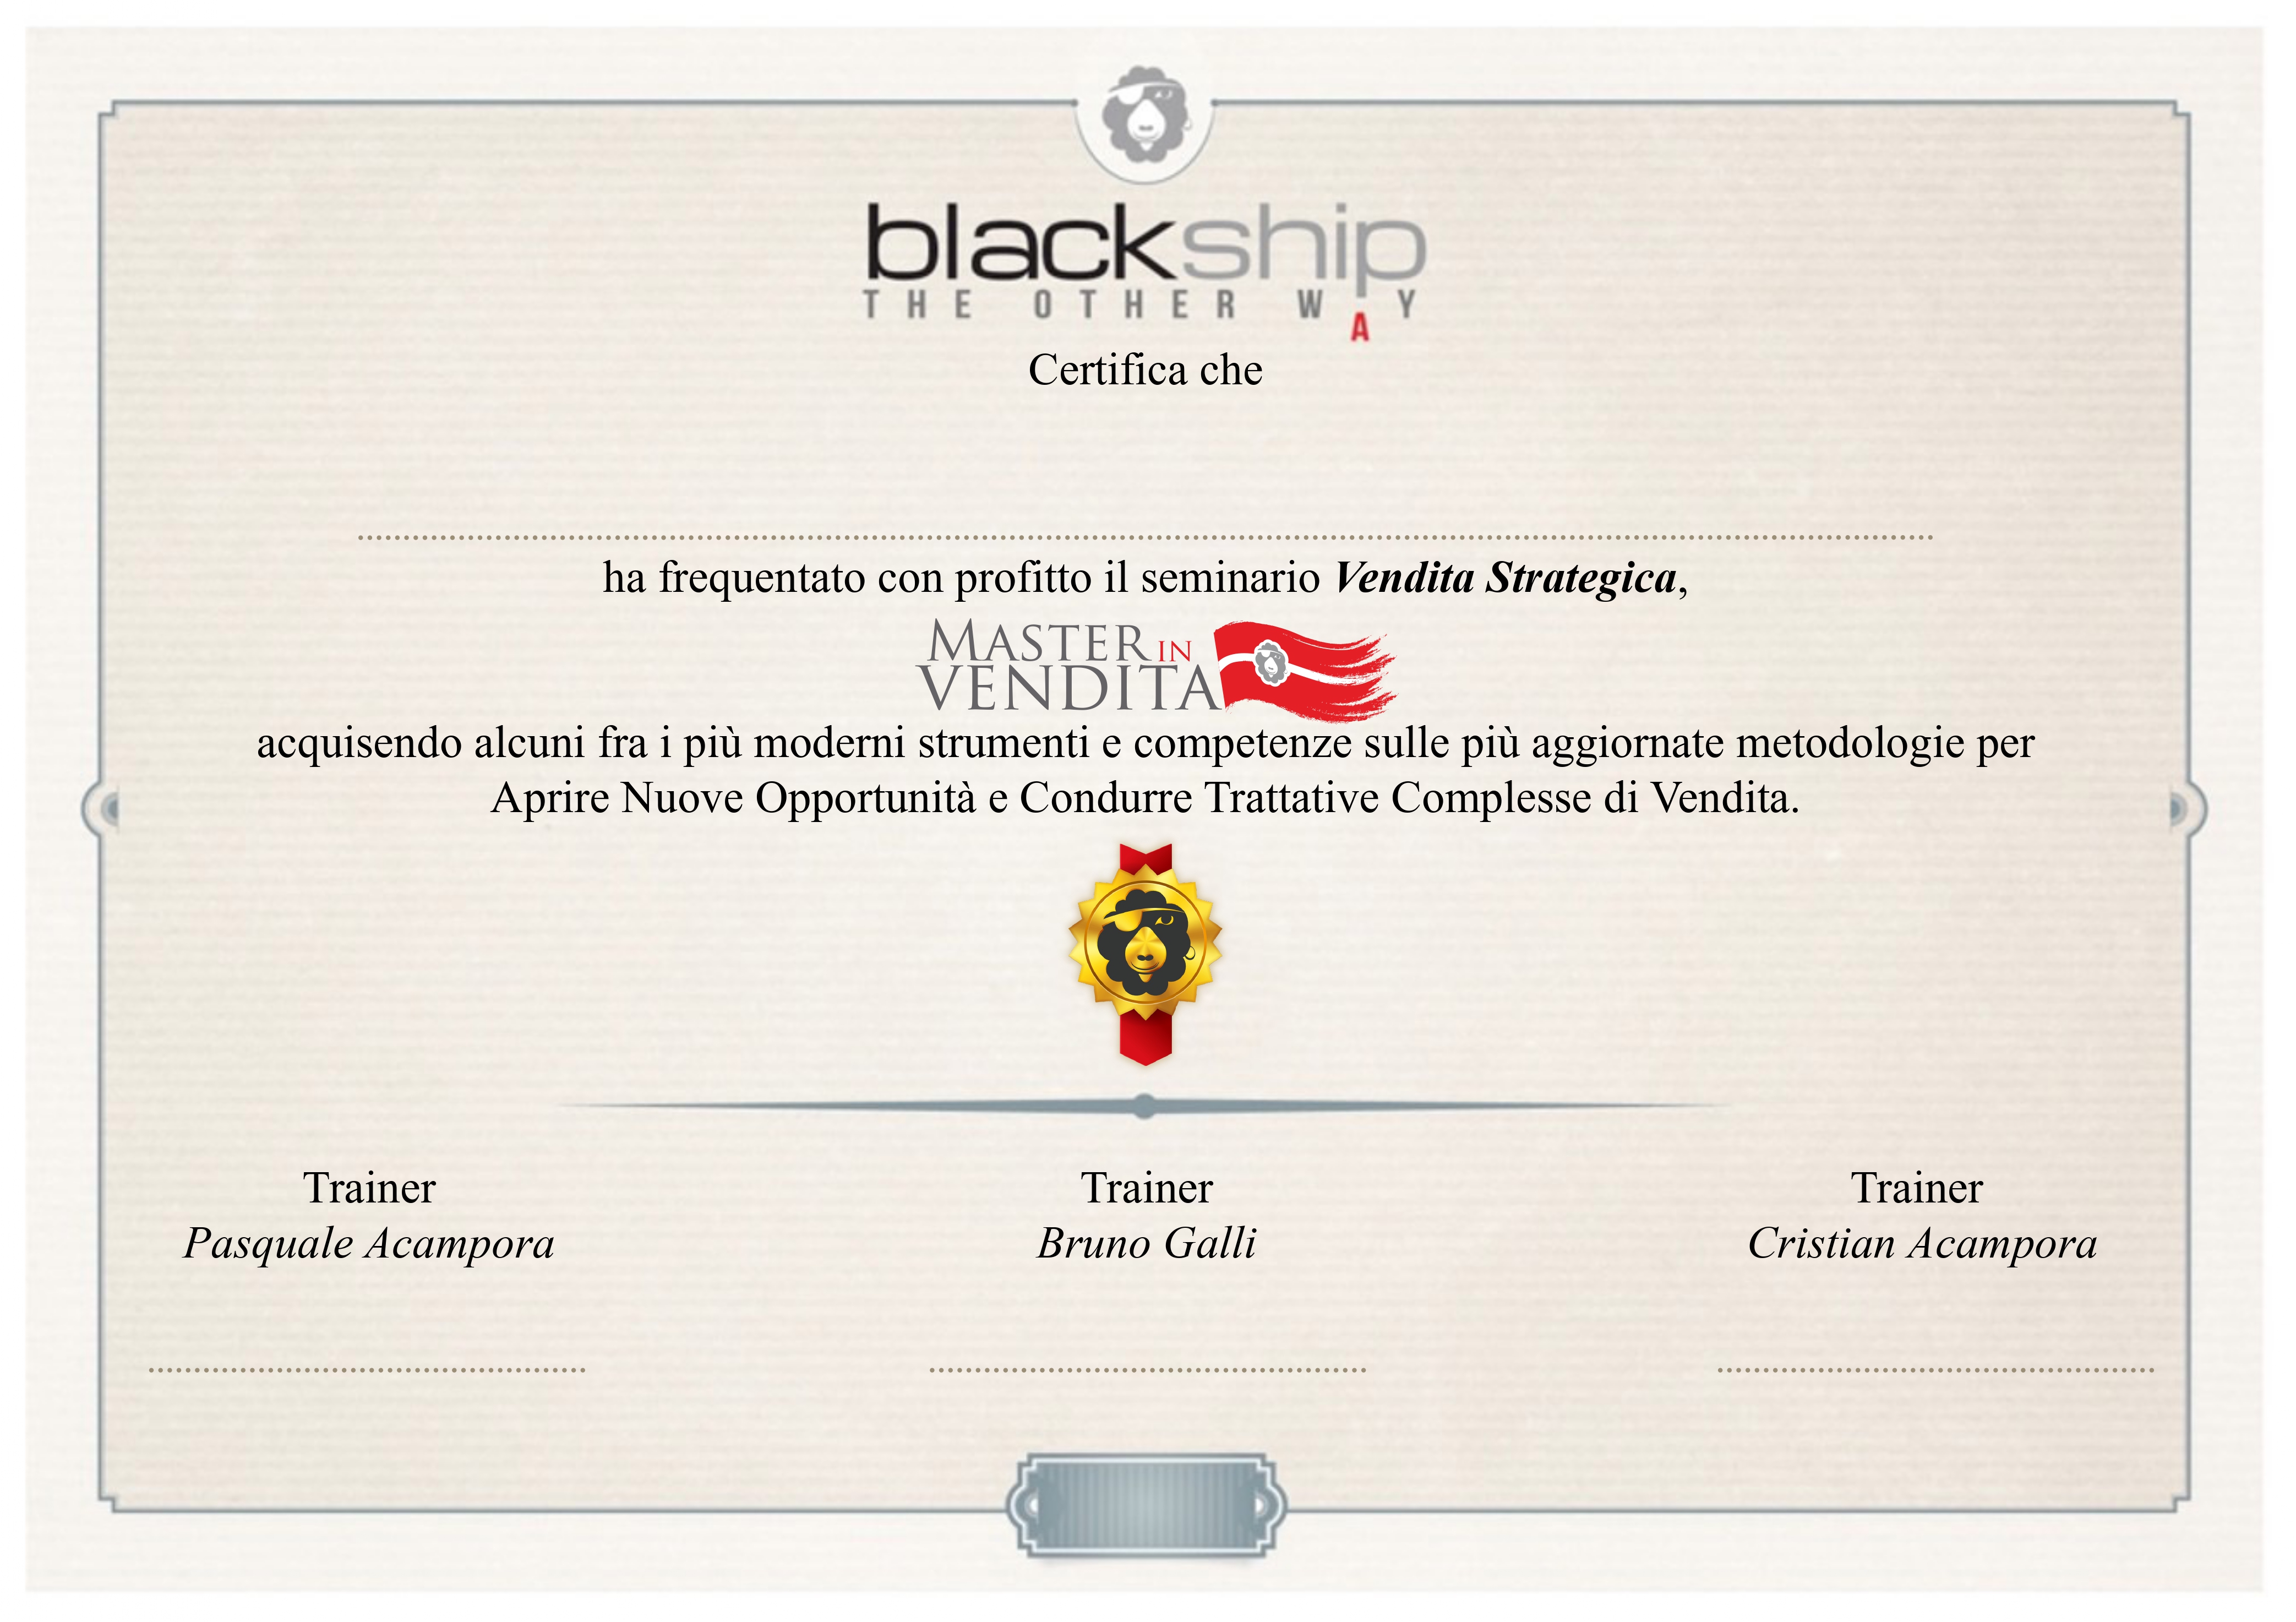 blackship
THE OTHER WAY
Certifica che
ha frequentato con profitto il seminario Vendita Strategica,
MASTER IN
VENDITA
acquisendo alcuni fra i più moderni strumenti e competenze sulle più aggiornate metodologie per
Aprire Nuove Opportunità e Condurre Trattative Complesse di Vendita.
Trainer
Pasquale Acampora
Trainer
Bruno Galli
Trainer
Cristian Acampora